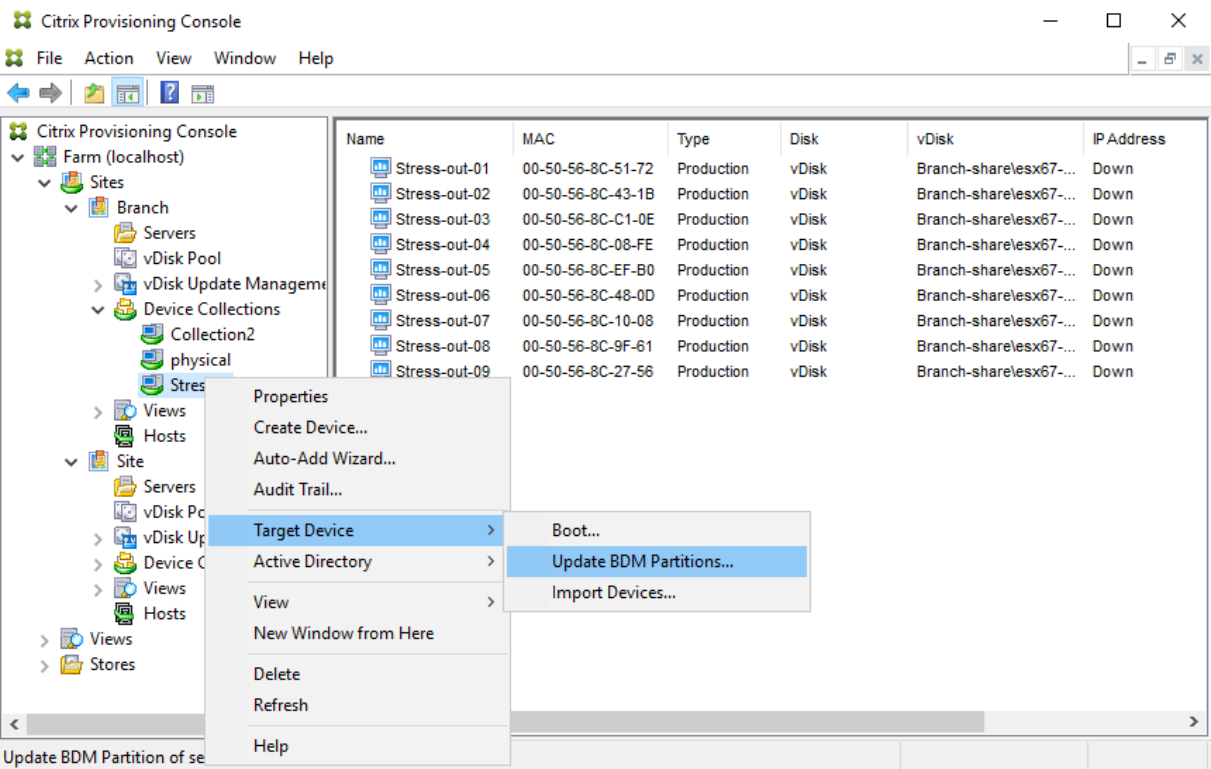 Citrix Provisioning Console
File Action View Window Help
Citrix Provisioning Console
Farm (localhost)
Sites
Branch
Servers
vDisk Pool
vDisk Update Manageme
Device Collections
Collection2
physical
Stres
Views
Hosts
Site
Servers
vDisk Po
vDisk Up
Device C
Views
Hosts
Views
Stores
Name MAC Type Disk vDisk IP Address
Stress-out-01 00-50-56-8C-51-72 Production vDisk Branch-share\esx67-... Down
Stress-out-02 00-50-56-8C-43-1B Production vDisk Branch-share\esx67-... Down
Stress-out-03 00-50-56-8C-C1-0E Production vDisk Branch-share\esx67-... Down
Stress-out-04 00-50-56-8C-08-FE Production vDisk Branch-share\esx67-... Down
Stress-out-05 00-50-56-8C-EF-B0 Production vDisk Branch-share\esx67-... Down
Stress-out-06 00-50-56-8C-48-0D Production vDisk Branch-share\esx67-... Down
Stress-out-07 00-50-56-8C-10-08 Production vDisk Branch-share\esx67-... Down
Stress-out-08 00-50-56-8C-9F-61 Production vDisk Branch-share\esx67-... Down
Stress-out-09 00-50-56-8C-27-56 Production vDisk Branch-share\esx67-... Down
Properties
Create Device...
Auto-Add Wizard...
Audit Trail...
Target Device
Active Directory
View
New Window from Here
Delete
Refresh
Help
Boot...
Update BDM Partitions...
Import Devices...
Update BDM Partition of se